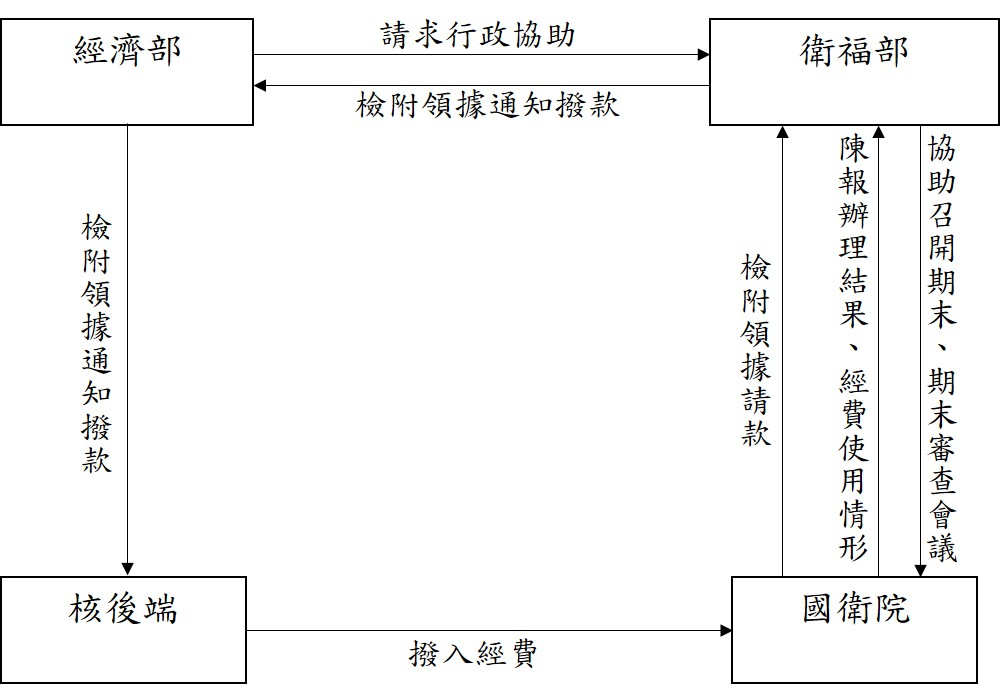 經濟部
請求行政協助
衛福部
檢附領據通知撥款
檢附領據通知撥款
檢附領據請款
陳報辦理結果、經費使用情形
協助召開期末、期末審查會議
核後端
撥入經費
國衛院